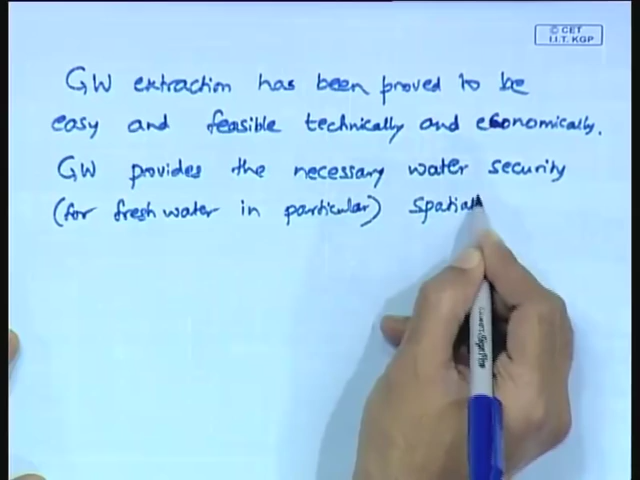 © CET
I.I.T. KGP
GW extraction has been proved to be
easy and feasible technically and economically.
GW provides the necessary water security
(for fresh water in particular)